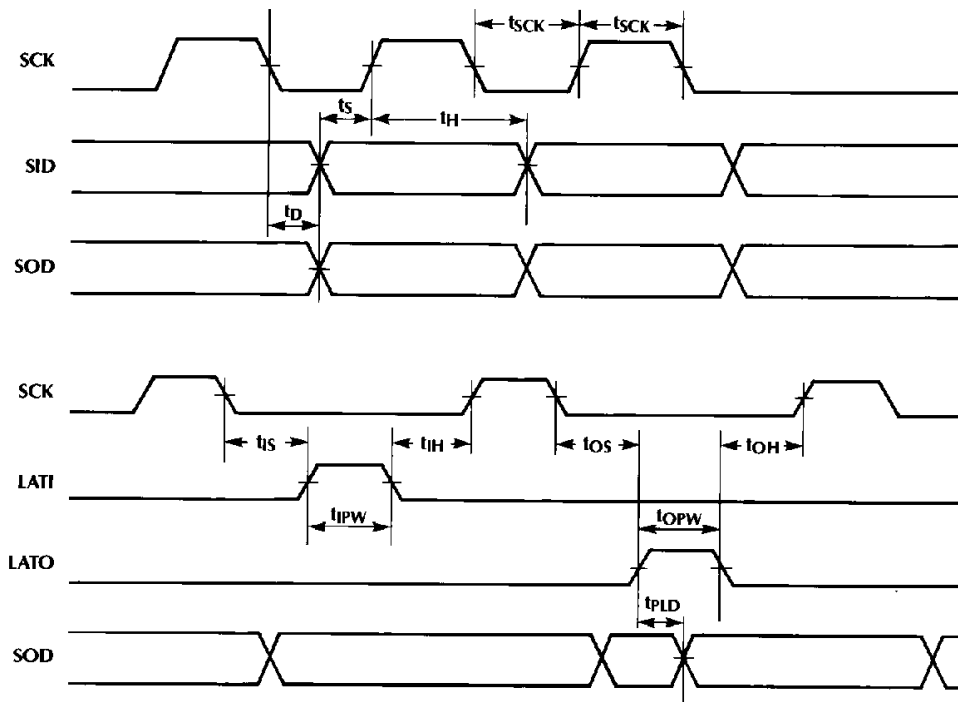 tSCK tSCK
SCK
tS tH
SID
tD
SOD
SCK
tIS tIH tOS tOH
LATI
tIPW tOPW
LATO
tPLD
SOD